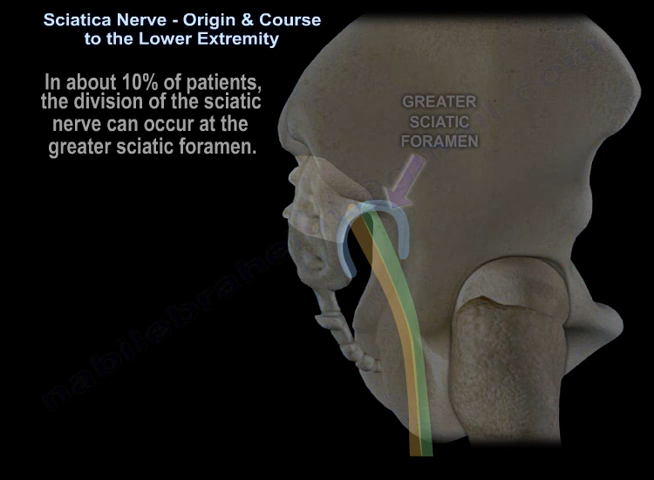 Sciatica Nerve - Origin & Course
to the Lower Extremity
In about 10% of patients,
the division of the sciatic
nerve can occur at the
greater sciatic foramen.
GREATER
SCIATIC
FORAMEN